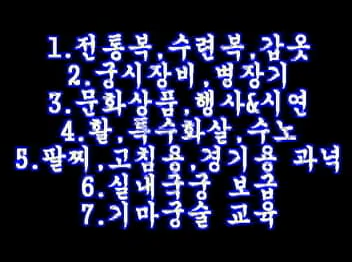 1.전통복,수련복,갑옷
2.궁시장비,병장기
3.문화상품,행사&시연
4.활,특수화살,수노
5.팔찌,고침용,경기용 과녁
6.실내국궁 보급
7.기마궁술 교육